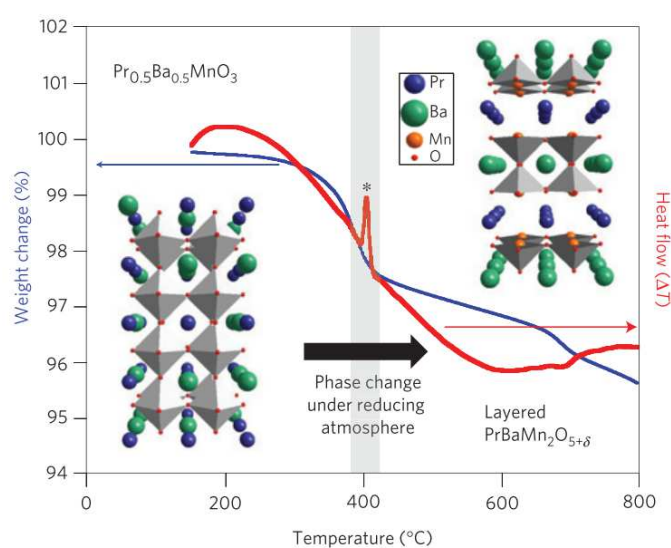 102
101
100
99
98
97
96
95
94
Weight change (%)
Pr0.5Ba0.5MnO3
Pr
Ba
Mn
O
*
Phase change
under reducing
atmosphere
Layered
PrBaMn2O5+δ
Heat flow (ΔT)
0
200
400
600
800
Temperature (°C)